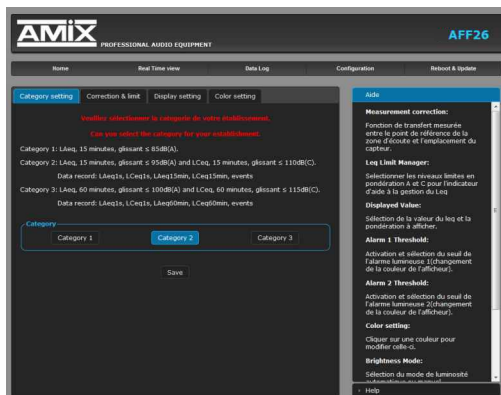 AMiX
PROFESSIONAL AUDIO EQUIPMENT
AFF26
Home
Real Time view
Data Log
Configuration
Reboot & Update
Category setting
Correction & limit
Display setting
Color setting
Veuillez sélectionner la catégorie de votre établissement.
Can you select the category for your establishment.
Category 1: LAeq, 15 minutes, glissant ≤ 85dB(A).
Category 2: LAeq, 15 minutes, glissant ≤ 95dB(A) and LCeq, 15 minutes, glissant ≤ 110dB(C).
Data record: LAeq1s, LCeq1s, LAeq15min, LCeq15min, events
Category 3: LAeq, 60 minutes, glissant ≤ 100dB(A) and LCeq, 60 minutes, glissant ≤ 115dB(C).
Data record: LAeq1s, LCeq1s, LAeq60min, LCeq60min, events
Category
Category 1
Category 2
Category 3
Save
Aide
Measurement correction:
Fonction de transfert mesurée
entre le point de référence de la
zone d'écoute et l'emplacement du
capteur.
Leq Limit Manager:
Selectionner les niveaux limites en
pondération A et C pour l'indicateur
d'aide à la gestion du Leq
Displayed Value:
Sélection de la valeur du leq et la
pondération à afficher.
Alarm 1 Threshold:
Activation et sélection du seuil de
l'alarme lumineuse 1(changement
de la couleur de l'afficheur).
Alarm 2 Threshold:
Activation et sélection du seuil de
l'alarme lumineuse 2(changement
de la couleur de l'afficheur).
Color setting:
Cliquer sur une couleur pour
modifier celle-ci.
Brightness Mode:
Sélection du mode de luminosité
automatique ou manuel
Help